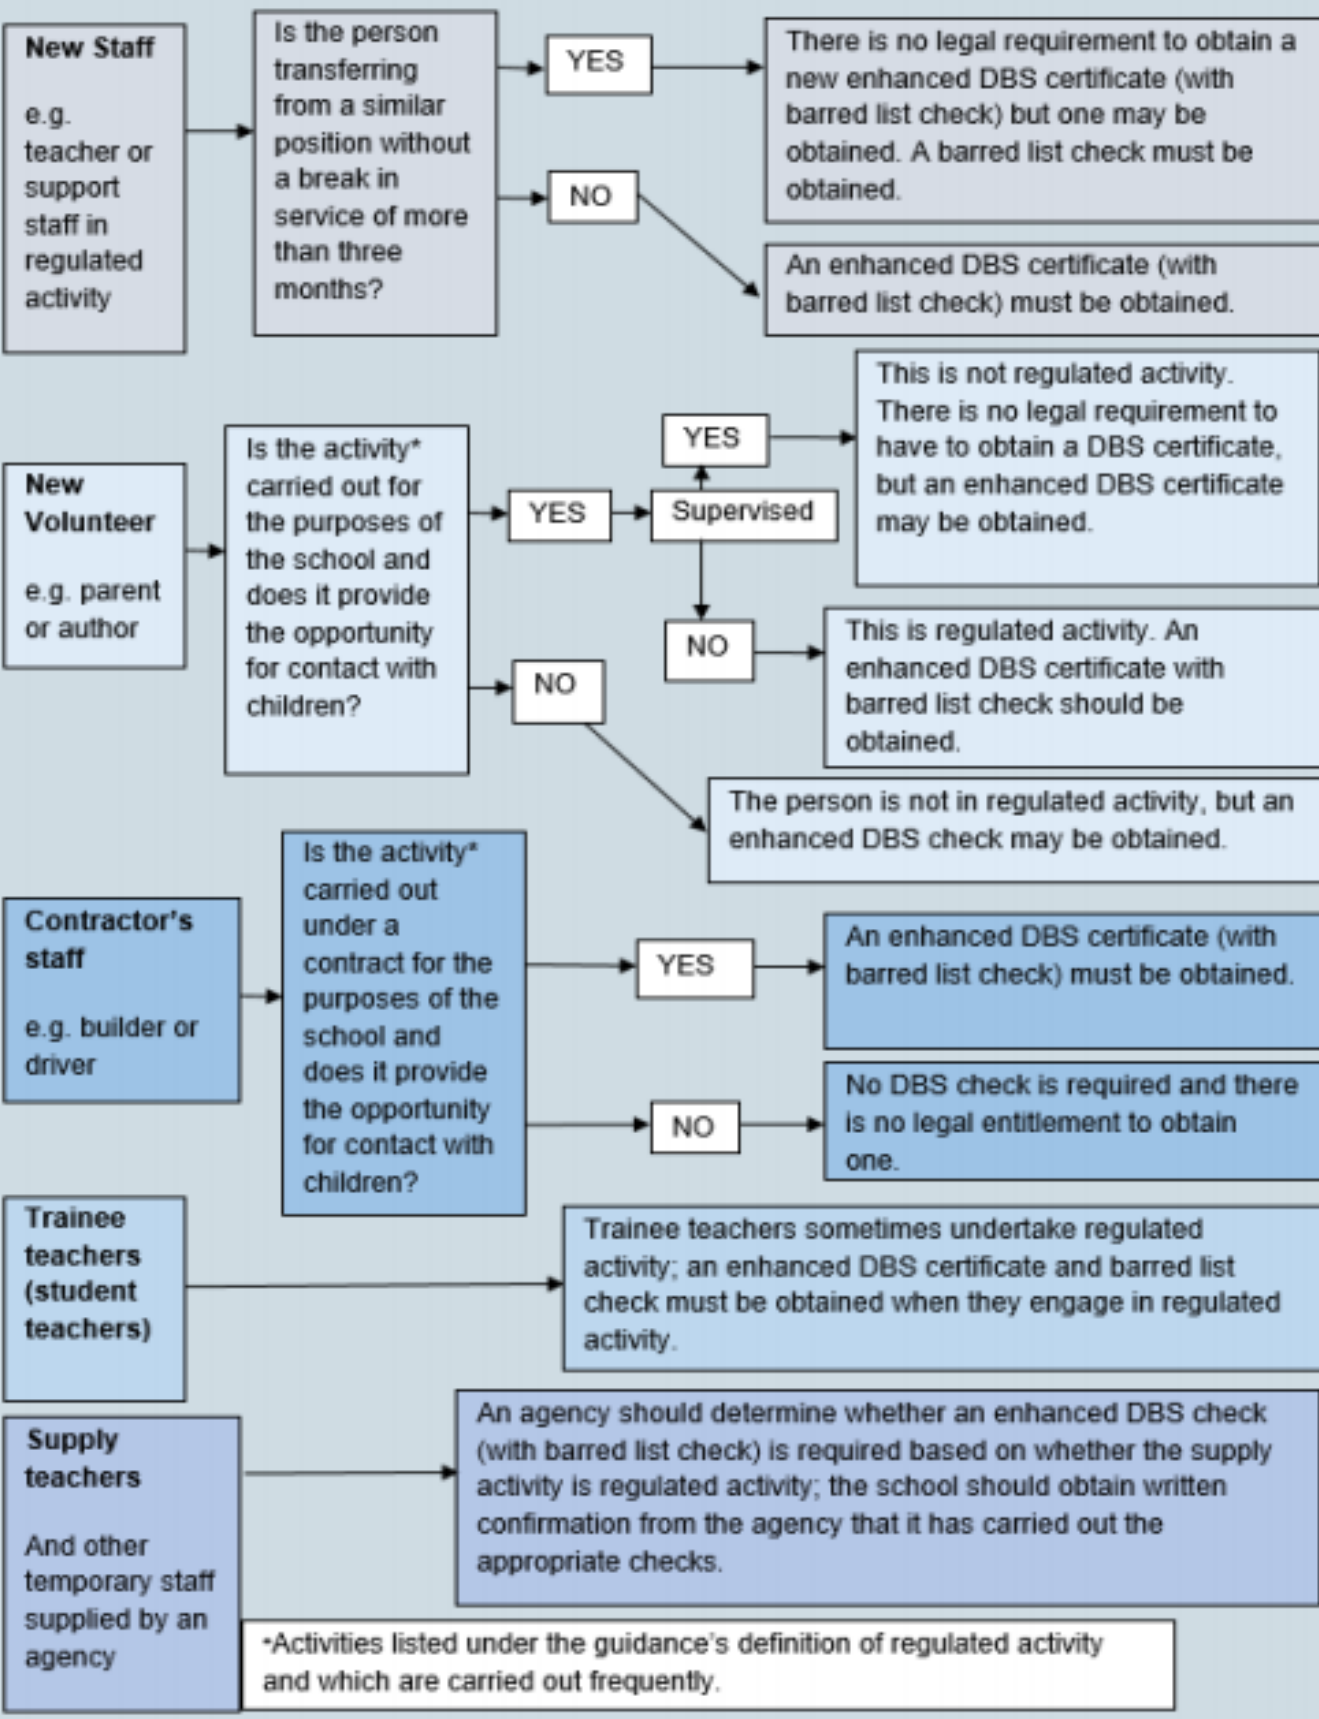 New Staff
e.g.
teacher or
support
staff in
regulated
activity
Is the person
transferring
from a similar
position without
a break in
service of more
than three
months?
YES
There is no legal requirement to obtain a
new enhanced DBS certificate (with
barred list check) but one may be
obtained. A barred list check must be
obtained.
NO
An enhanced DBS certificate (with
barred list check) must be obtained.
New
Volunteer
e.g. parent
or author
Is the activity*
carried out for
the purposes of
the school and
does it provide
the opportunity
for contact with
children?
YES
Supervised
YES
This is not regulated activity.
There is no legal requirement to
have to obtain a DBS certificate,
but an enhanced DBS certificate
may be obtained.
NO
This is regulated activity. An
enhanced DBS certificate with
barred list check should be
obtained.
NO
The person is not in regulated activity, but an
enhanced DBS check may be obtained.
Contractor's
staff
e.g. builder or
driver
Is the activity*
carried out
under a
contract for the
purposes of the
school and
does it provide
the opportunity
for contact with
children?
YES
An enhanced DBS certificate (with
barred list check) must be obtained.
NO
No DBS check is required and there
is no legal entitlement to obtain
one.
Trainee
teachers
(student
teachers)
Trainee teachers sometimes undertake regulated
activity; an enhanced DBS certificate and barred list
check must be obtained when they engage in regulated
activity.
Supply
teachers
And other
temporary staff
supplied by an
agency
An agency should determine whether an enhanced DBS check
(with barred list check) is required based on whether the supply
activity is regulated activity; the school should obtain written
confirmation from the agency that it has carried out the
appropriate checks.
*Activities listed under the guidance's definition of regulated activity
and which are carried out frequently.